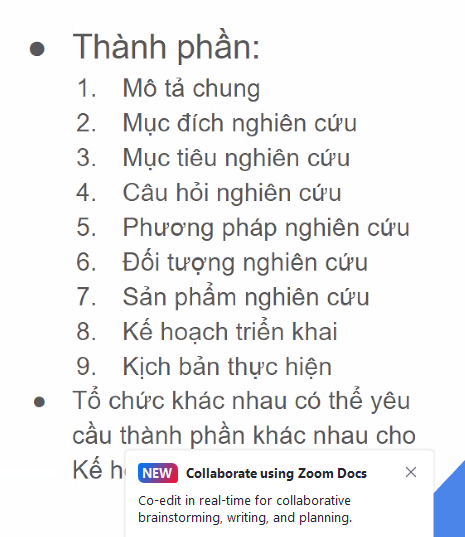 ● Thành phần:
1. Mô tả chung
2. Mục đích nghiên cứu
3. Mục tiêu nghiên cứu
4. Câu hỏi nghiên cứu
5. Phương pháp nghiên cứu
6. Đối tượng nghiên cứu
7. Sản phẩm nghiên cứu
8. Kế hoạch triển khai
9. Kịch bản thực hiện
● Tổ chức khác nhau có thể yêu
cầu thành phần khác nhau cho
Kế
NEW Collaborate using Zoom Docs
Co-edit in real-time for collaborative
brainstorming, writing, and planning.